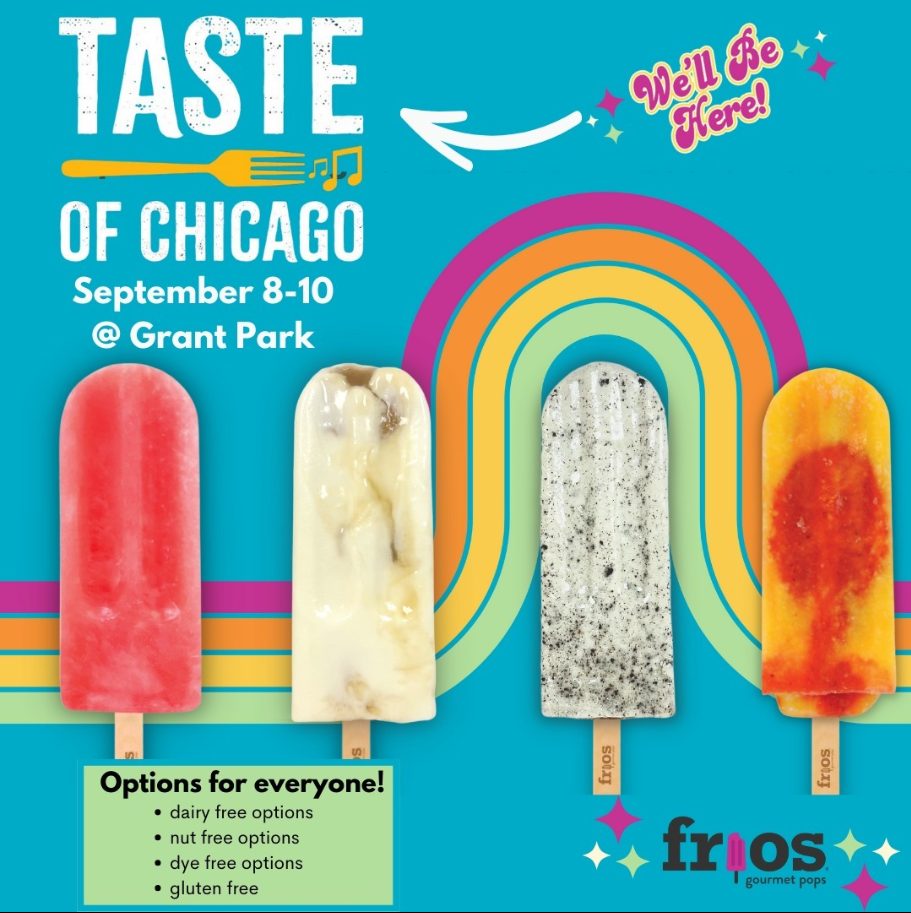 TASTE
OF CHICAGO
September 8-10
@ Grant Park
We'll Be
Here!
Options for everyone!
• dairy free options
• nut free options
• dye free options
• gluten free
os
frios
frios
frios
gourmet pops